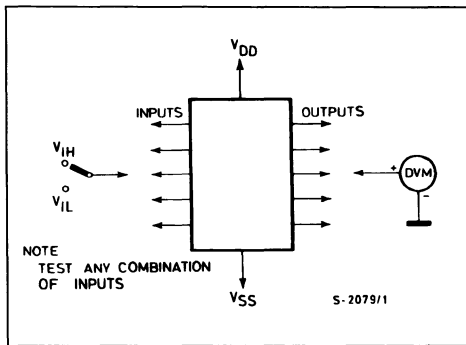 VDD
INPUTS
OUTPUTS
VIH
VIL
+
DVM
-
NOTE
TEST ANY COMBINATION
OF INPUTS
VSS
S-2079/1